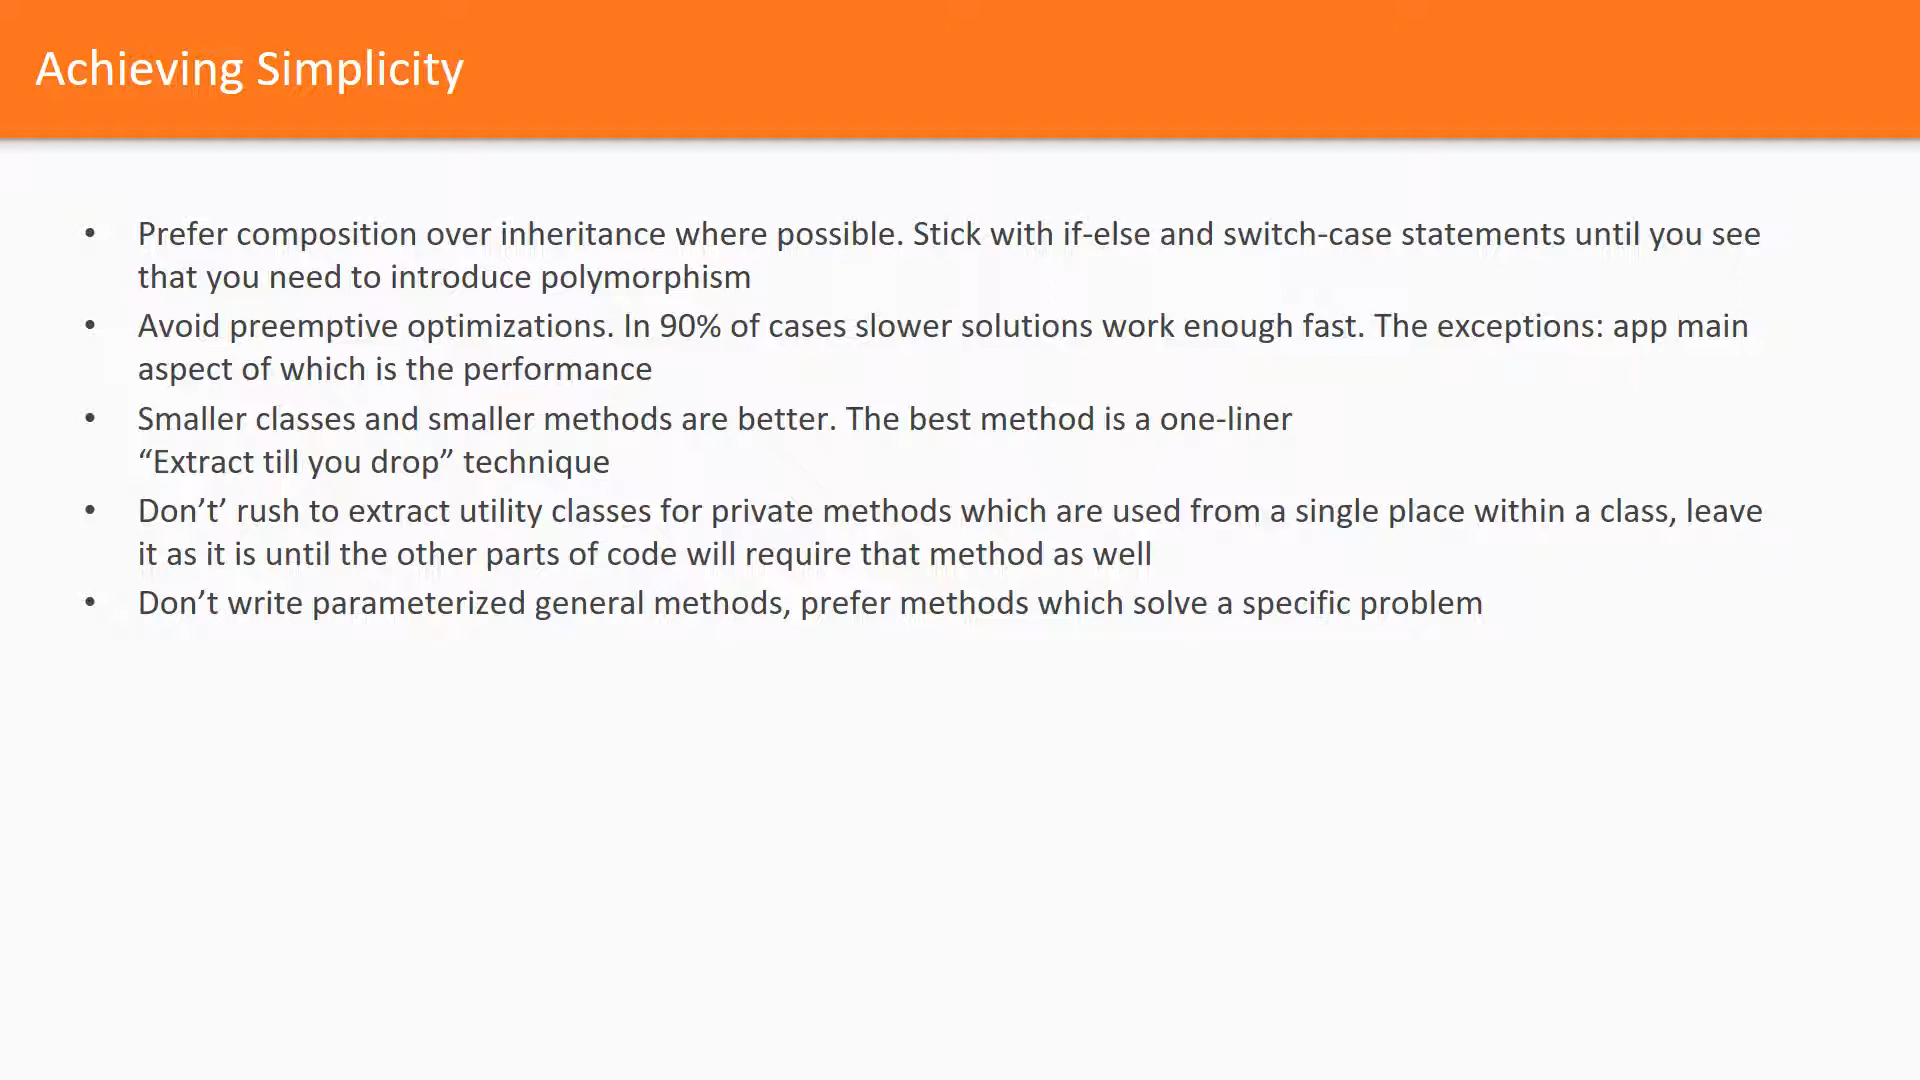 Achieving Simplicity
• Prefer composition over inheritance where possible. Stick with if-else and switch-case statements until you see
that you need to introduce polymorphism
• Avoid preemptive optimizations. In 90% of cases slower solutions work enough fast. The exceptions: app main
aspect of which is the performance
• Smaller classes and smaller methods are better. The best method is a one-liner
“Extract till you drop” technique
• Don’t’ rush to extract utility classes for private methods which are used from a single place within a class, leave
it as it is until the other parts of code will require that method as well
• Don’t write parameterized general methods, prefer methods which solve a specific problem